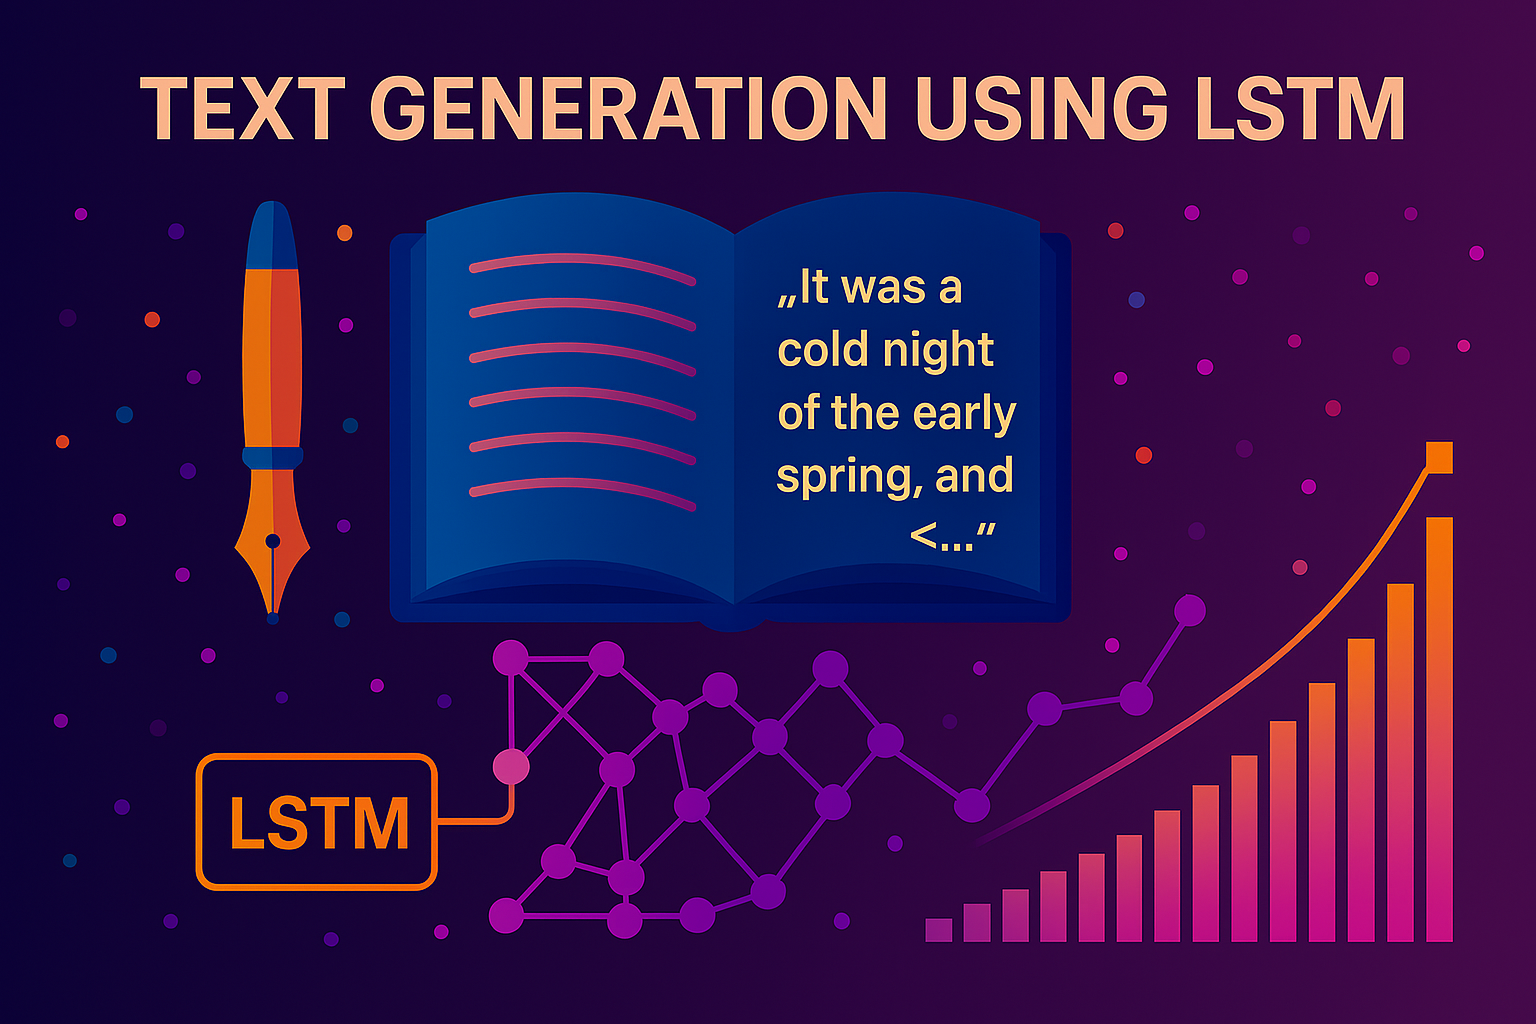 TEXT GENERATION USING LSTM
„It was a
cold night
of the early
spring, and
<...“
LSTM